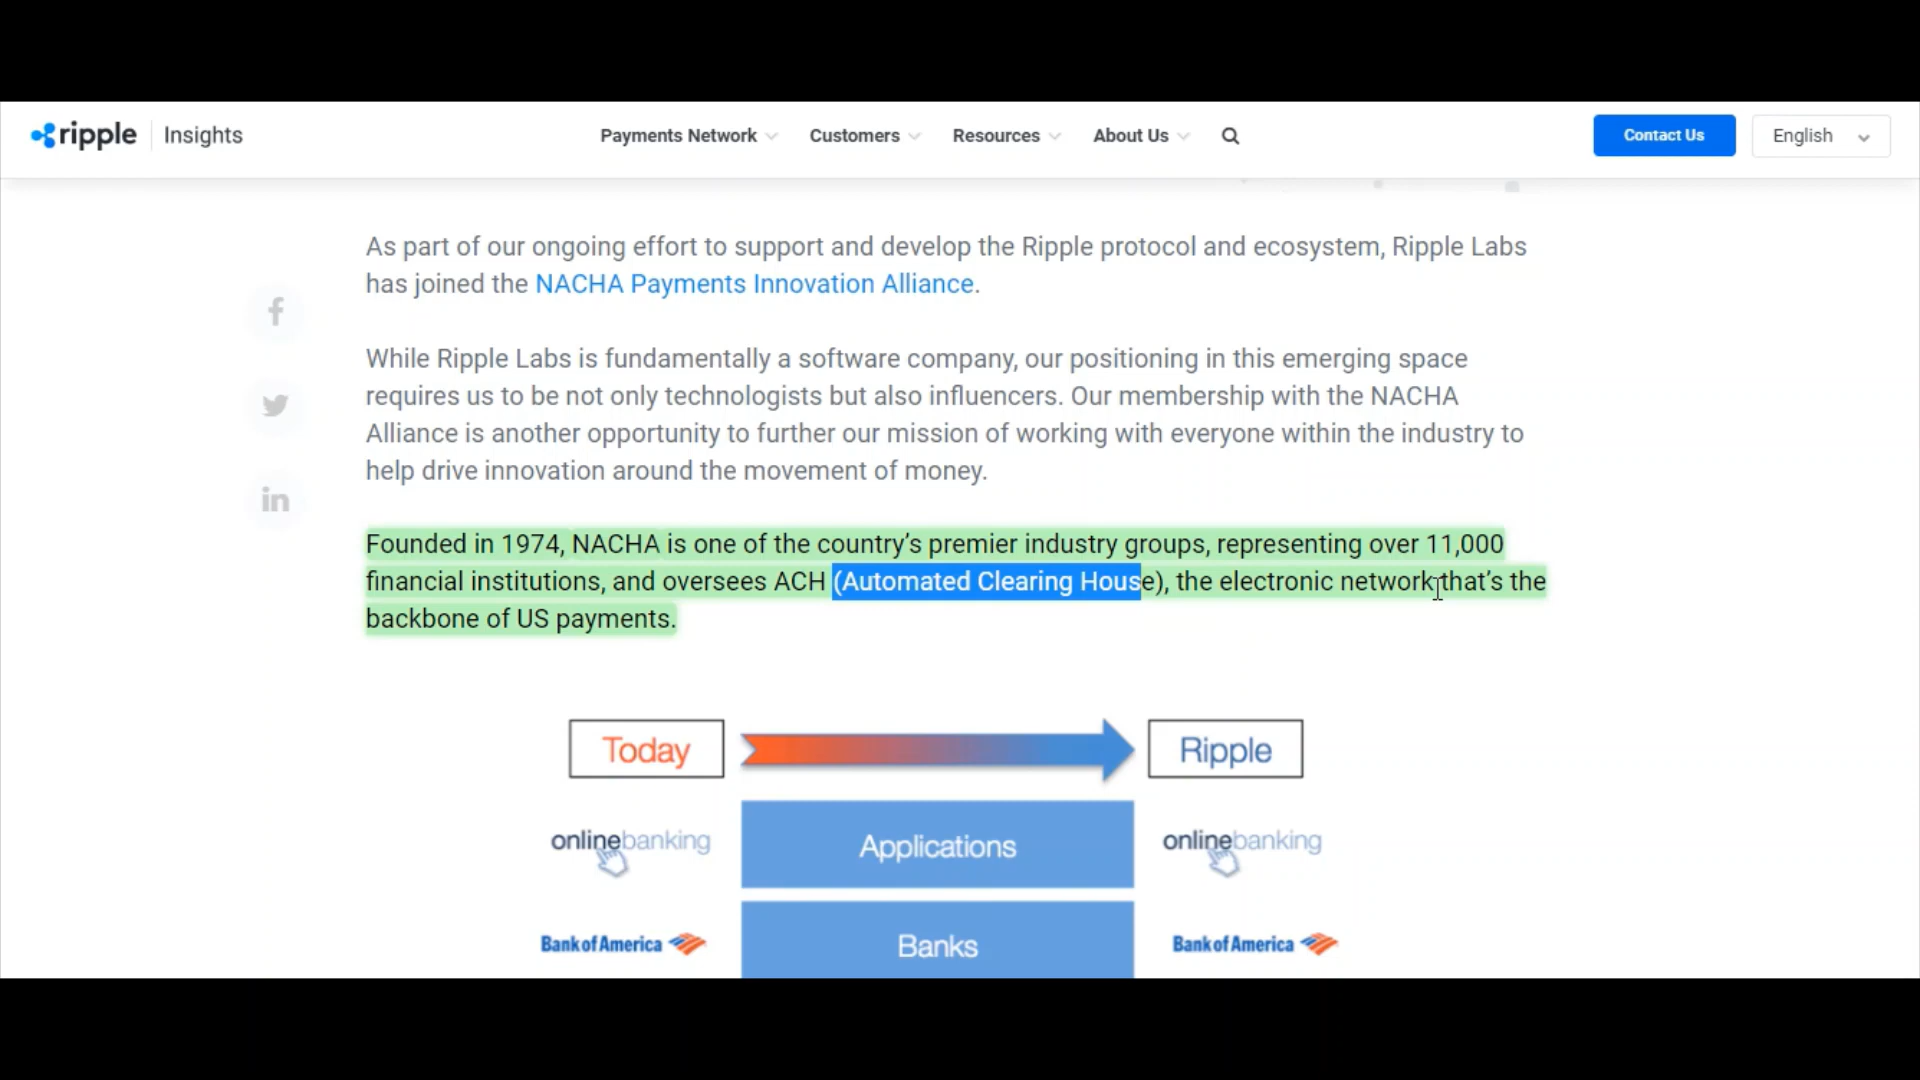 ripple Insights Payments Network Customers Resources About Us Contact Us English
As part of our ongoing effort to support and develop the Ripple protocol and ecosystem, Ripple Labs
has joined the NACHA Payments Innovation Alliance.
While Ripple Labs is fundamentally a software company, our positioning in this emerging space
requires us to be not only technologists but also influencers. Our membership with the NACHA
Alliance is another opportunity to further our mission of working with everyone within the industry to
help drive innovation around the movement of money.
Founded in 1974, NACHA is one of the country’s premier industry groups, representing over 11,000
financial institutions, and oversees ACH (Automated Clearing House), the electronic network that’s the
backbone of US payments.
Today Ripple
onlinebanking Applications onlinebanking
Bank of America Banks Bank of America